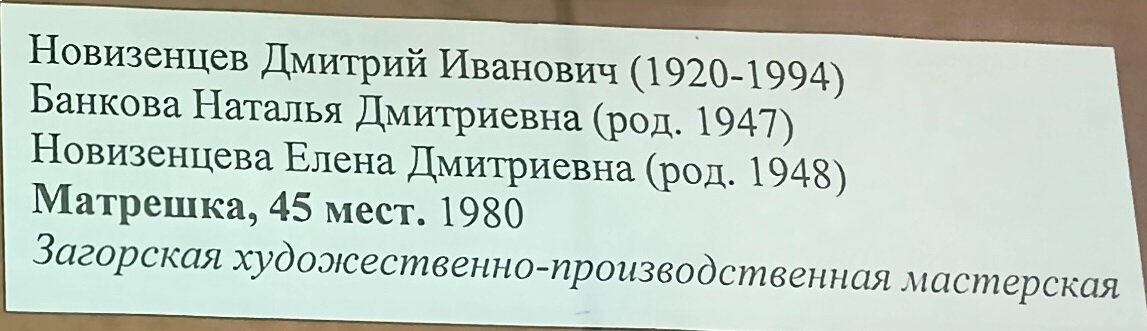 Новизенцев Дмитрий Иванович (1920-1994)
Банкова Наталья Дмитриевна (род. 1947)
Новизенцева Елена Дмитриевна (род. 1948)
Матрешка, 45 мест. 1980
Загорская художественно-производственная мастерская